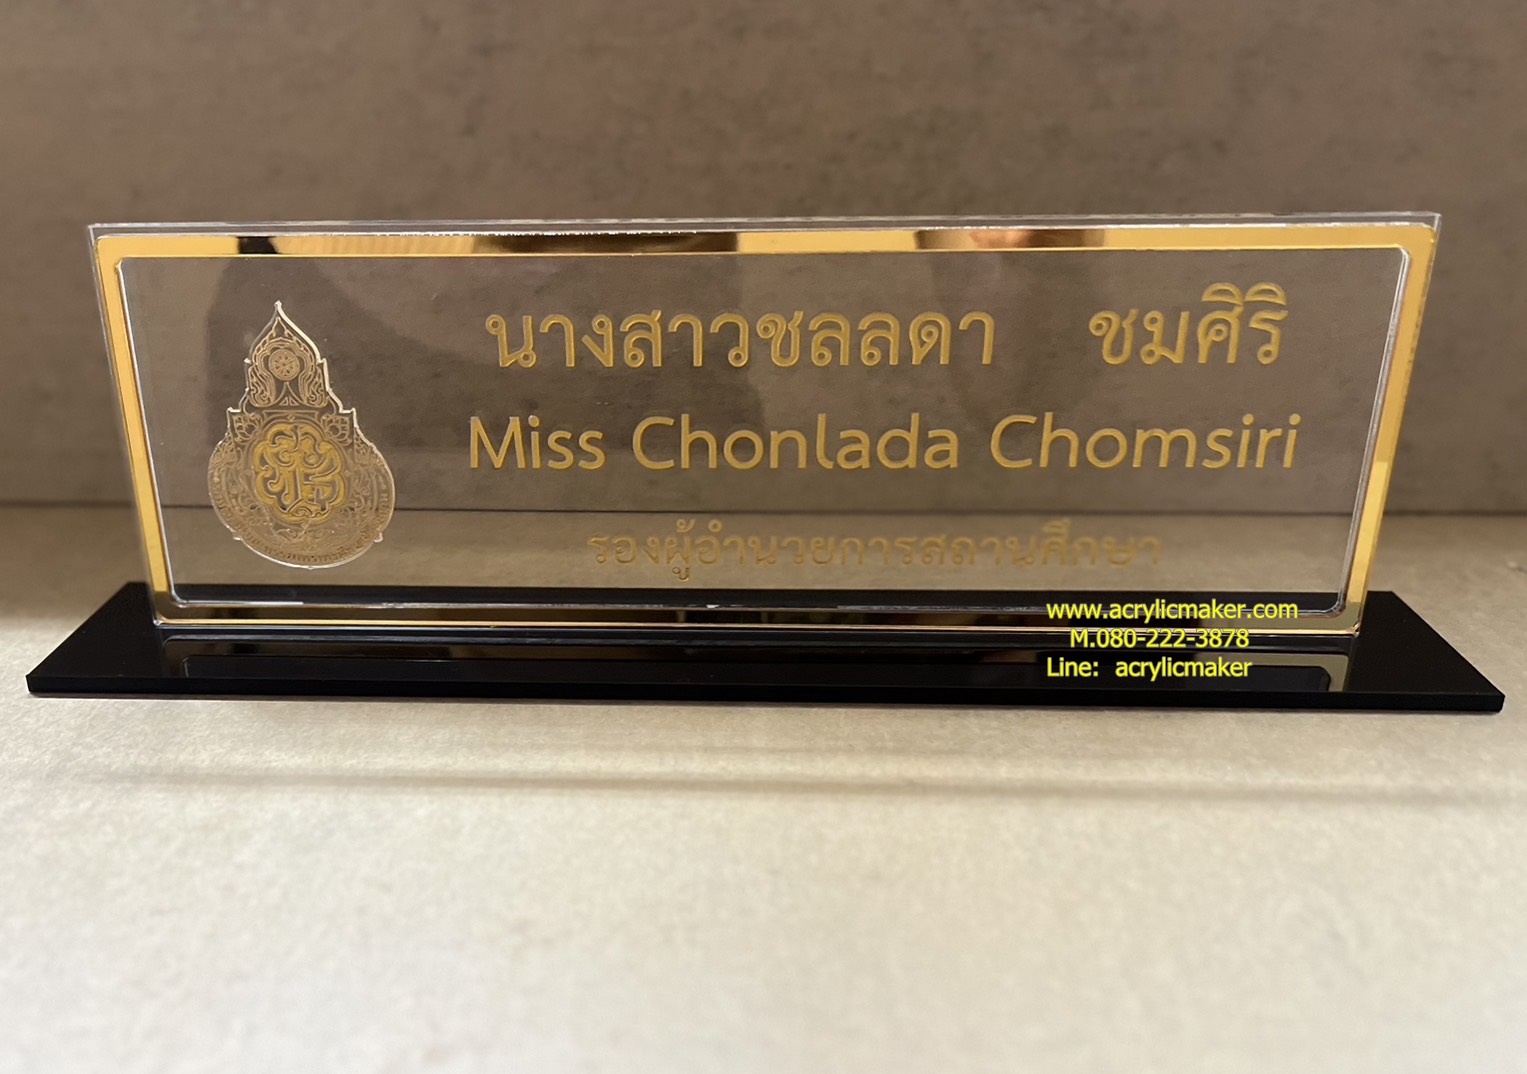 นางสาวชลลดา ชมศิริ
Miss Chonlada Chomsiri
รองผู้อำนวยการสถานศึกษา
www.acrylicmaker.com
M.080-222-3878
Line: acrylicmaker